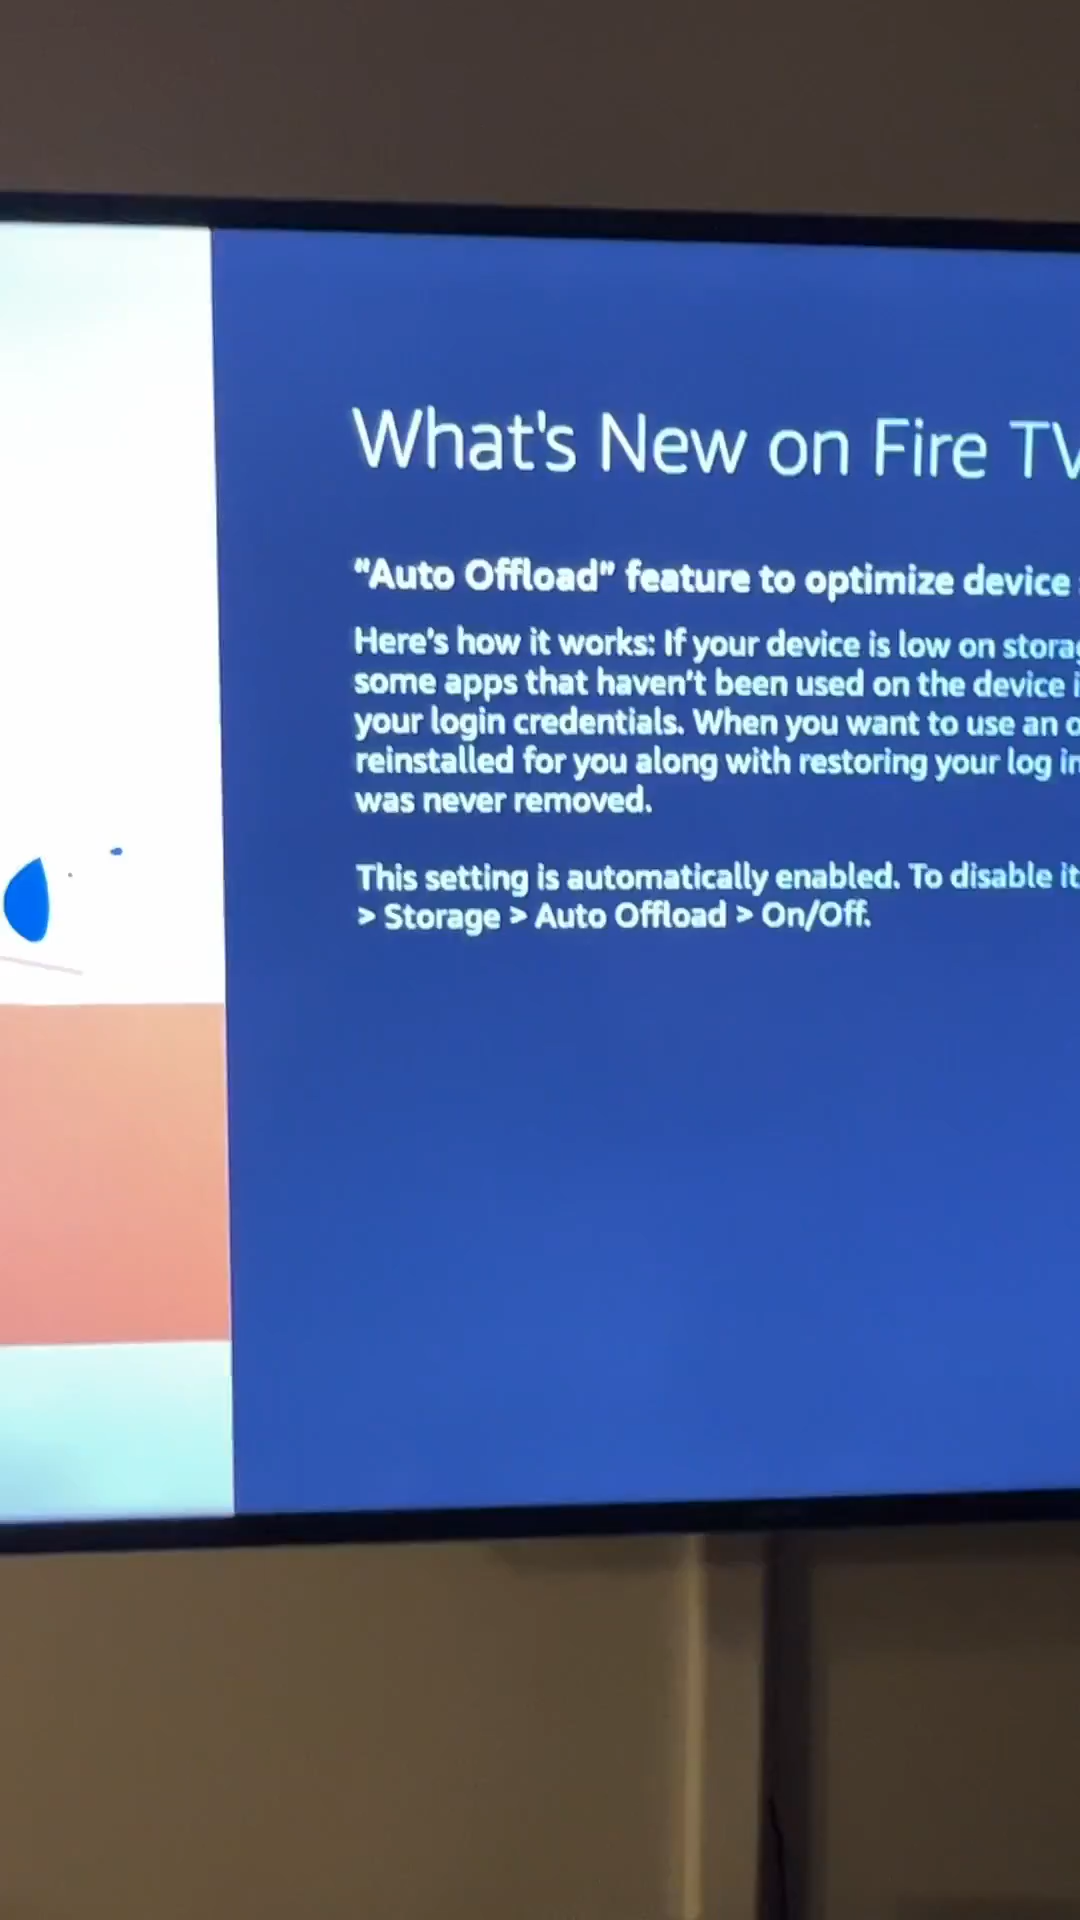 What's New on Fire TV
"Auto Offload" feature to optimize device
Here's how it works: If your device is low on
some apps that haven't been used on the device
your login credentials. When you want to use an
reinstalled for you along with restoring your log
was never removed.
This setting is automatically enabled. To disable it
> Storage > Auto Offload > On/Off.